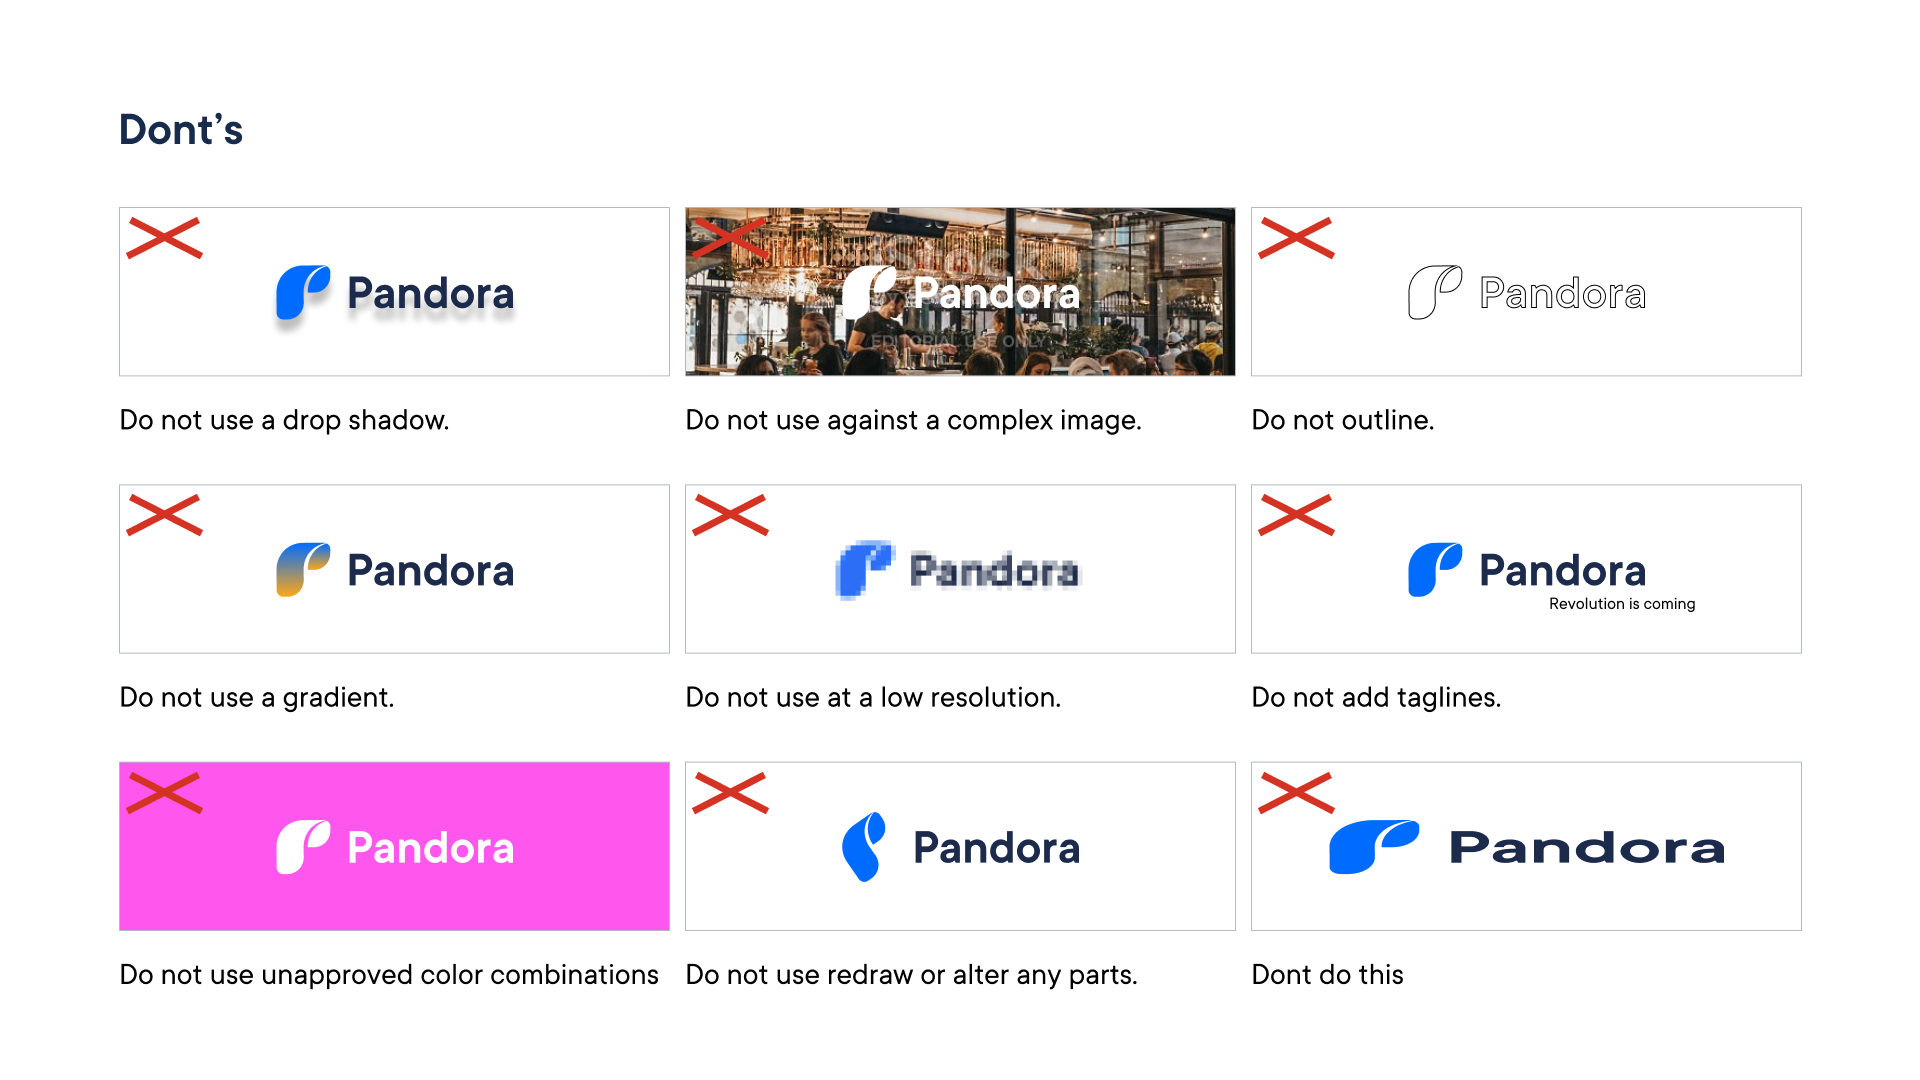 Dont’s
Pandora
Pandora
EDITORIAL USE ONLY
Pandora
Do not use a drop shadow.
Do not use against a complex image.
Do not outline.
Pandora
Pandora
Pandora
Revolution is coming
Do not use a gradient.
Do not use at a low resolution.
Do not add taglines.
Pandora
Pandora
Pandora
Do not use unapproved color combinations
Do not use redraw or alter any parts.
Dont do this